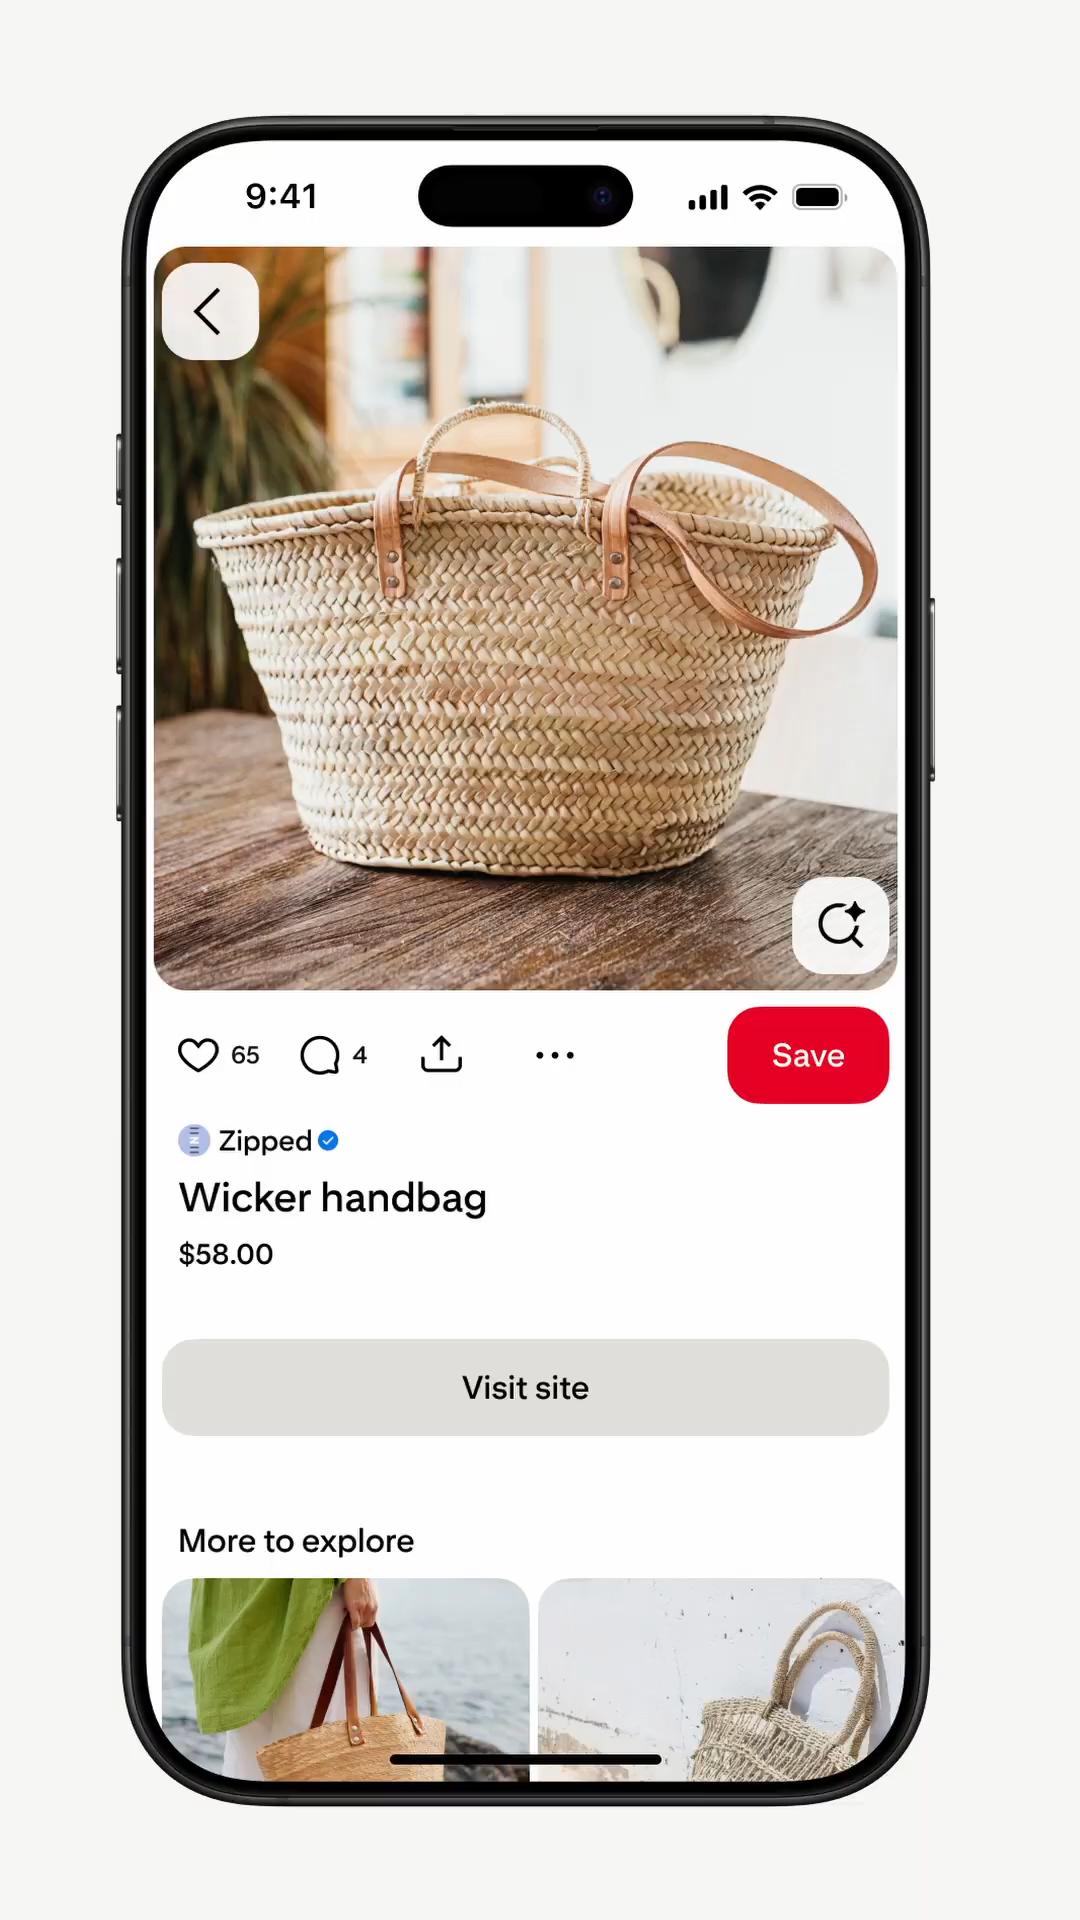 9:41
65
4
Save
Zipped
Wicker handbag
$58.00
Visit site
More to explore